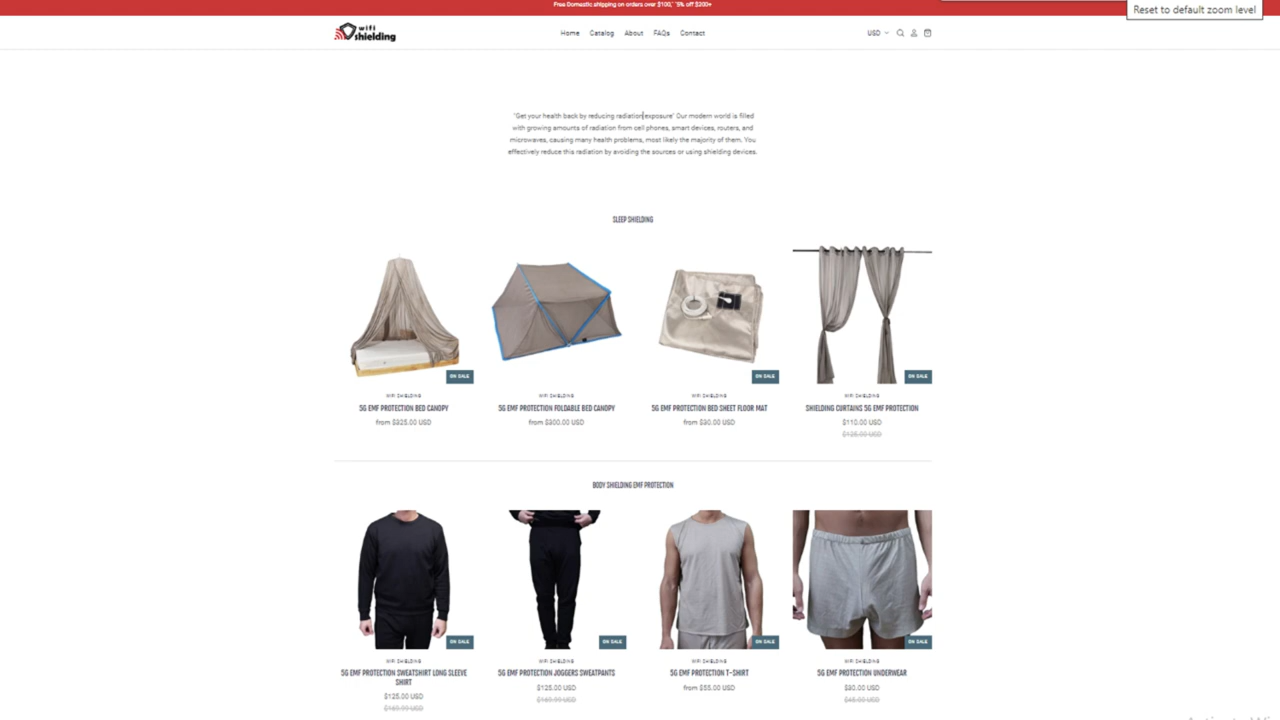 Free Domestic shipping on orders over $100," "5% off $200+
Reset to default zoom level
wifi
shielding
Home Catalog About FAQs Contact
USD
"Get your health back by reducing radiation exposure" Our modern world is filled
with growing amounts of radiation from cell phones, smart devices, routers, and
microwaves, causing many health problems, most likely the majority of them. You
effectively reduce this radiation by avoiding the sources or using shielding devices.
SLEEP SHIELDING
ON SALE ON SALE ON SALE
WIFI SHIELDING WIFI SHIELDING WIFI SHIELDING WIFI SHIELDING
5G EMF PROTECTION BED CANOPY 5G EMF PROTECTION FOLDABLE BED CANOPY 5G EMF PROTECTION BED SHEET FLOOR MAT SHIELDING CURTAINS 5G EMF PROTECTION
from $325.00 USD from $300.00 USD from $30.00 USD $110.00 USD
$125.00 USD
BODY SHIELDING EMF PROTECTION
ON SALE ON SALE ON SALE ON SALE
WIFI SHIELDING WIFI SHIELDING WIFI SHIELDING WIFI SHIELDING
5G EMF PROTECTION SWEATSHIRT LONG SLEEVE 5G EMF PROTECTION JOGGERS SWEATPANTS 5G EMF PROTECTION T-SHIRT 5G EMF PROTECTION UNDERWEAR
SHIRT
$125.00 USD from $55.00 USD $30.00 USD
$125.00 USD
$169.99 USD $45.00 USD
$169.99 USD